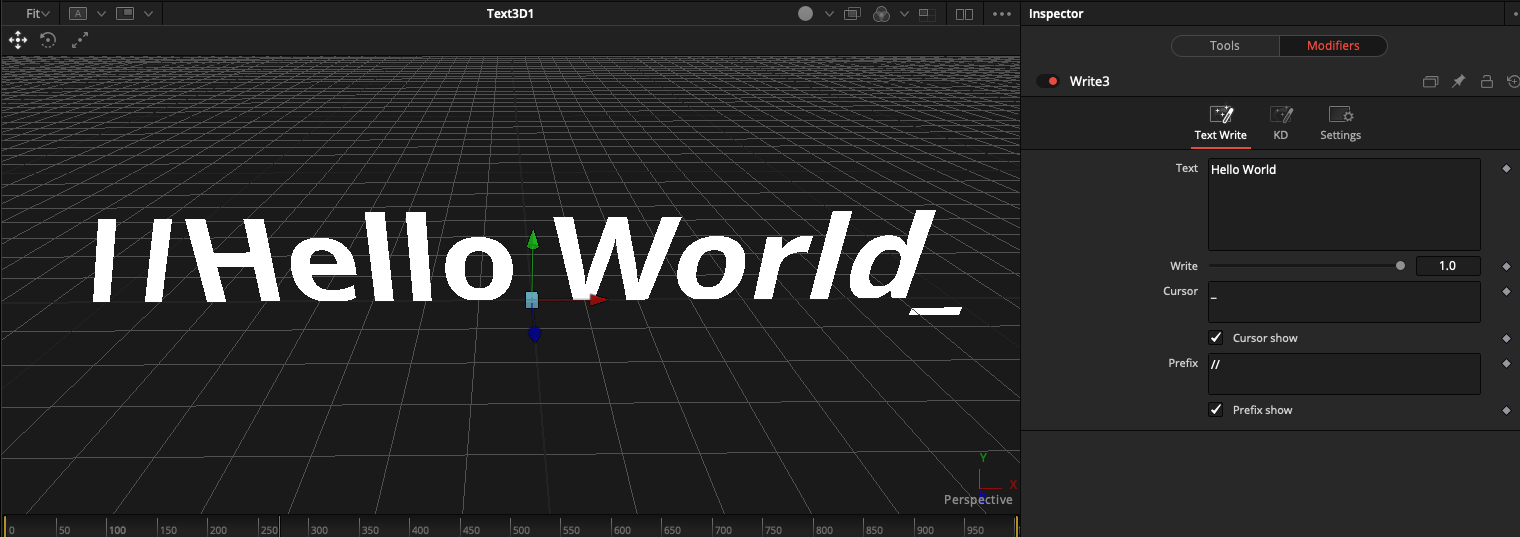 Fit A Text3D1 Inspector
Tools Modifiers
Write3
Text Write KD Settings
Text Hello World
Write 1.0
Cursor _
Cursor show
Prefix //
Prefix show
//Hello World_
Y
X
Perspective
0 50 100 150 200 250 300 350 400 450 500 550 600 650 700 750 800 850 900 950